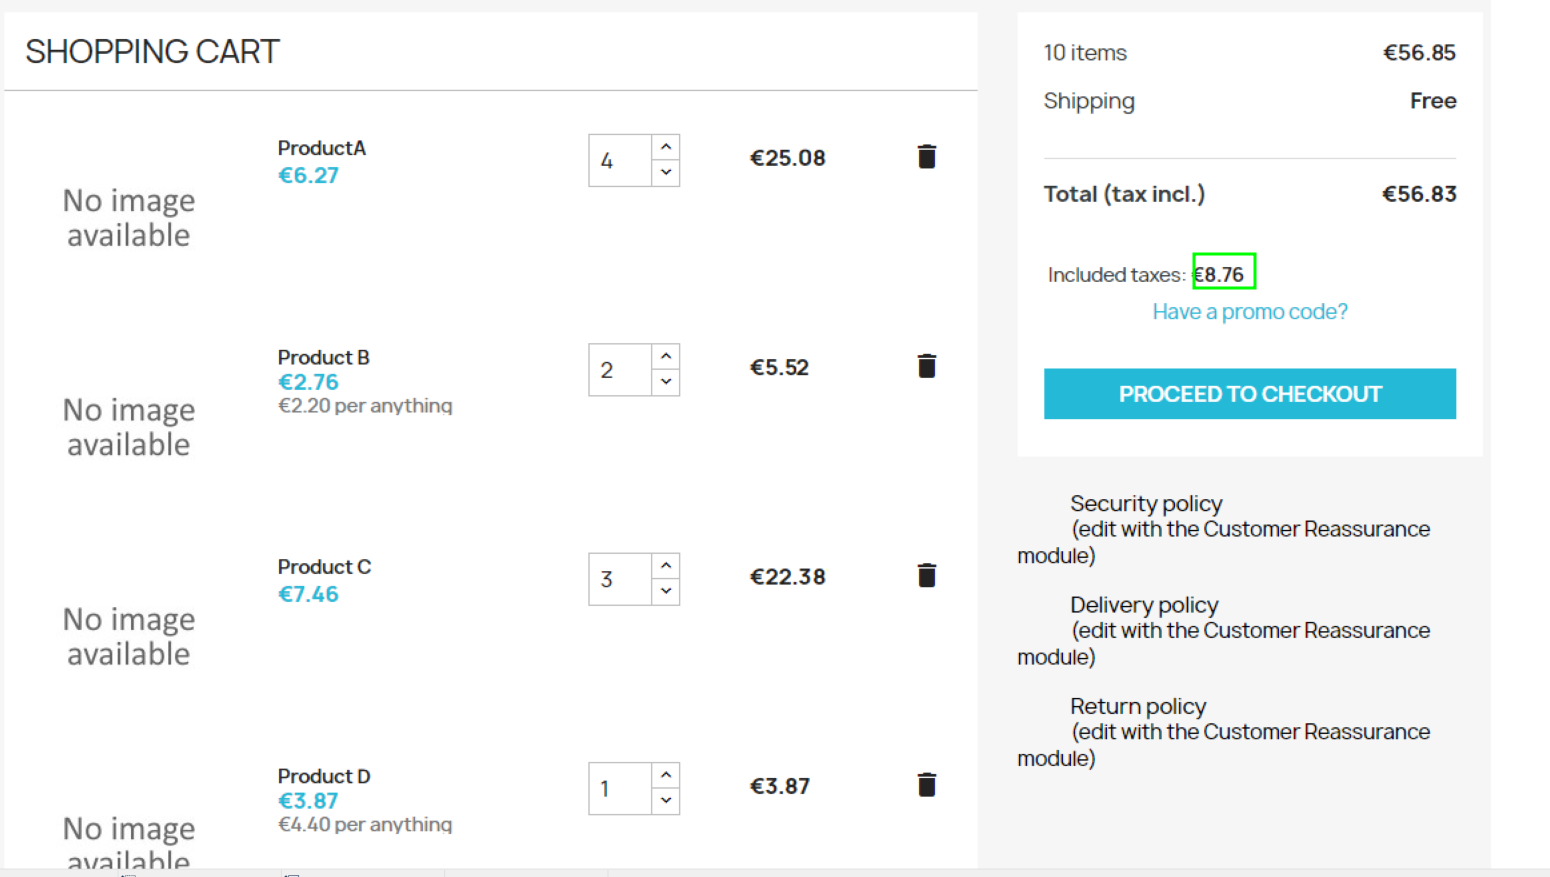 SHOPPING CART
No image
available
ProductA
€6.27
4
€25.08
No image
available
Product B
€2.76
€2.20 per anything
2
€5.52
No image
available
Product C
€7.46
3
€22.38
No image
available
Product D
€3.87
€4.40 per anything
1
€3.87
10 items €56.85
Shipping Free
Total (tax incl.) €56.83
Included taxes: €8.76
Have a promo code?
PROCEED TO CHECKOUT
Security policy
(edit with the Customer Reassurance
module)
Delivery policy
(edit with the Customer Reassurance
module)
Return policy
(edit with the Customer Reassurance
module)